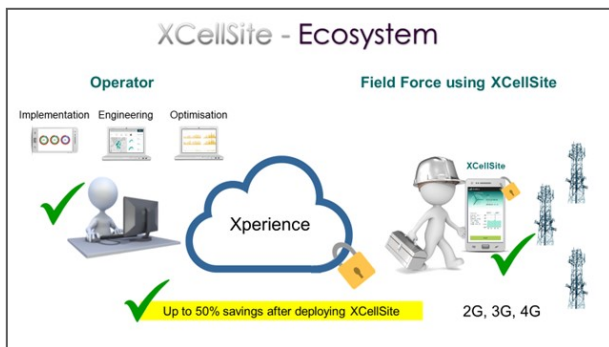 XCellSite - Ecosystem
Operator
Field Force using XCellSite
Implementation
Engineering
Optimisation
XCellSite
Xperience
Up to 50% savings after deploying XCellSite
2G, 3G, 4G